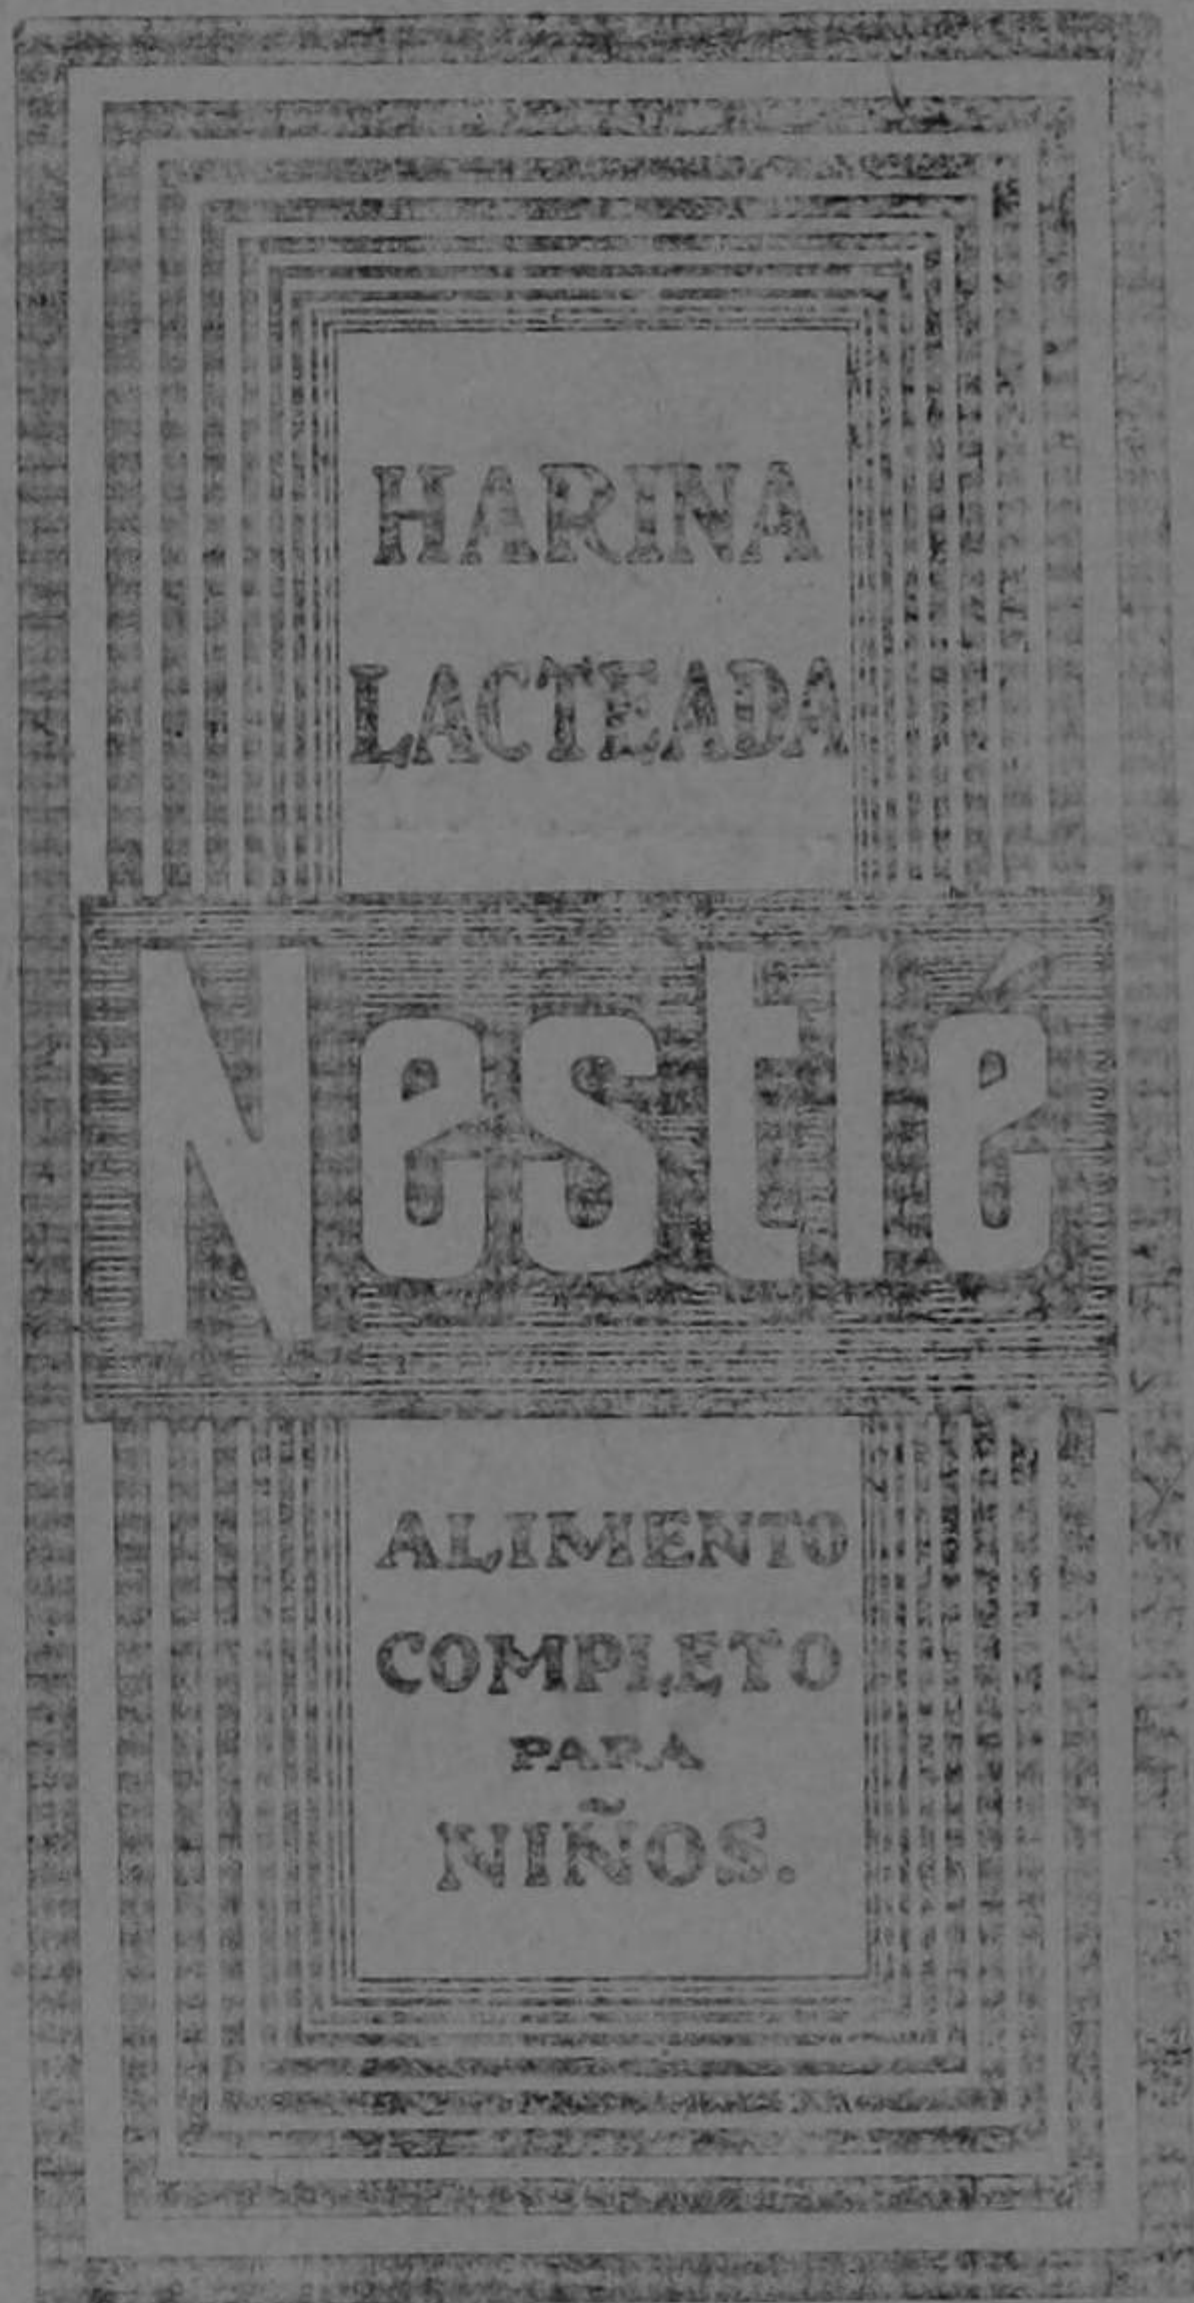 HARINA
LACTEADA
Nestlé
ALIMENTO
COMPLETO
PARA
NIÑOS.